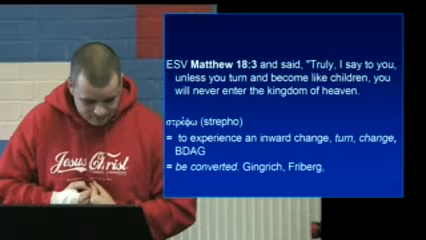 ESV Matthew 18:3 and said, "Truly, I say to you,
unless you turn and become like children, you
will never enter the kingdom of heaven.
στρέφω (strepho)
= to experience an inward change, turn, change,
BDAG
= be converted. Gingrich, Friberg,
Jesus Christ